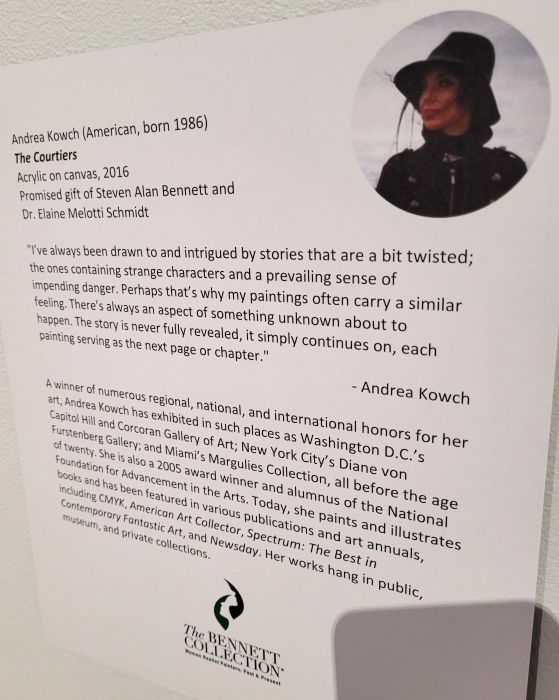 Andrea Kowch (American, born 1986)
The Courtiers
Acrylic on canvas, 2016
Promised gift of Steven Alan Bennett and
Dr. Elaine Melotti Schmidt
"I've always been drawn to and intrigued by stories that are a bit twisted;
the ones containing strange characters and a prevailing sense of
impending danger. Perhaps that's why my paintings often carry a similar
feeling. There's always an aspect of something unknown about to
happen. The story is never fully revealed, it simply continues on, each
painting serving as the next page or chapter."
- Andrea Kowch
A winner of numerous regional, national, and international honors for her
art, Andrea Kowch has exhibited in such places as Washington D.C.'s
Capitol Hill and Corcoran Gallery of Art; New York City's Diane von
Furstenberg Gallery; and Miami's Margulies Collection, all before the age
of twenty. She is also a 2005 award winner and alumnus of the National
Foundation for Advancement in the Arts. Today, she paints and illustrates
books and has been featured in various publications and art annuals,
including CMYK, American Art Collector, Spectrum: The Best in
Contemporary Fantastic Art, and Newsday. Her works hang in public,
museum, and private collections.
The BENNETT
COLLECTION
Women Realist Painters: Past & Present